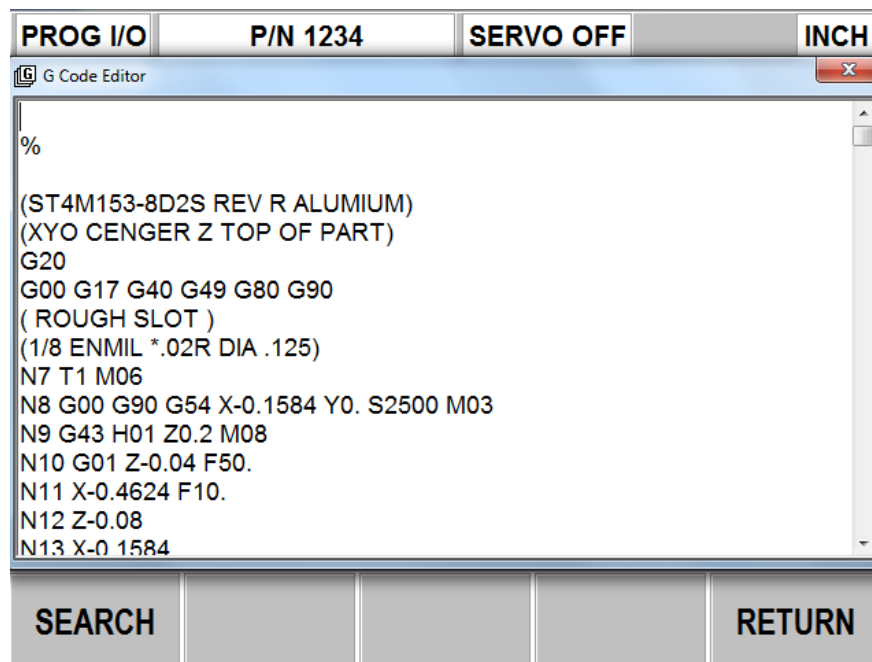 PROG I/O P/N 1234 SERVO OFF INCH
G Code Editor
%
(ST4M153-8D2S REV R ALUMIUM)
(XYO CENGER Z TOP OF PART)
G20
G00 G17 G40 G49 G80 G90
( ROUGH SLOT )
(1/8 ENMIL *.02R DIA .125)
N7 T1 M06
N8 G00 G90 G54 X-0.1584 Y0. S2500 M03
N9 G43 H01 Z0.2 M08
N10 G01 Z-0.04 F50.
N11 X-0.4624 F10.
N12 Z-0.08
N13 X-0.1584
SEARCH RETURN